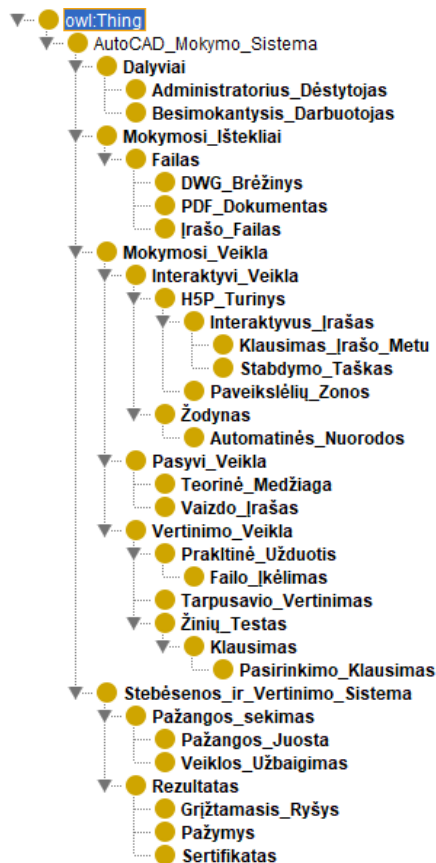 owl:Thing
AutoCAD_Mokymo_Sistema
Dalyviai
Administratorius_Dėstytojas
Besimokantysis_Darbuotojas
Mokymosi_Ištekliai
Failas
DWG_Brėžinys
PDF_Dokumentas
Įrašo_Failas
Mokymosi_Veikla
Interaktyvi_Veikla
H5P_Turinys
Interaktyvus_Įrašas
Klausimas_Įrašo_Metu
Stabdymo_Taškas
Paveikslėlių_Zonos
Žodynas
Automatinės_Nuorodos
Pasyvi_Veikla
Teorinė_Medžiaga
Vaizdo_Įrašas
Vertinimo_Veikla
Prakltinė_Užduotis
Failo_Įkėlimas
Tarpusavio_Vertinimas
Žinių_Testas
Klausimas
Pasirinkimo_Klausimas
Stebėsenos_ir_Vertinimo_Sistema
Pažangos_sekimas
Pažangos_Juosta
Veiklos_Užbaigimas
Rezultatas
Grįžtamasis_Ryšys
Pažymys
Sertifikatas